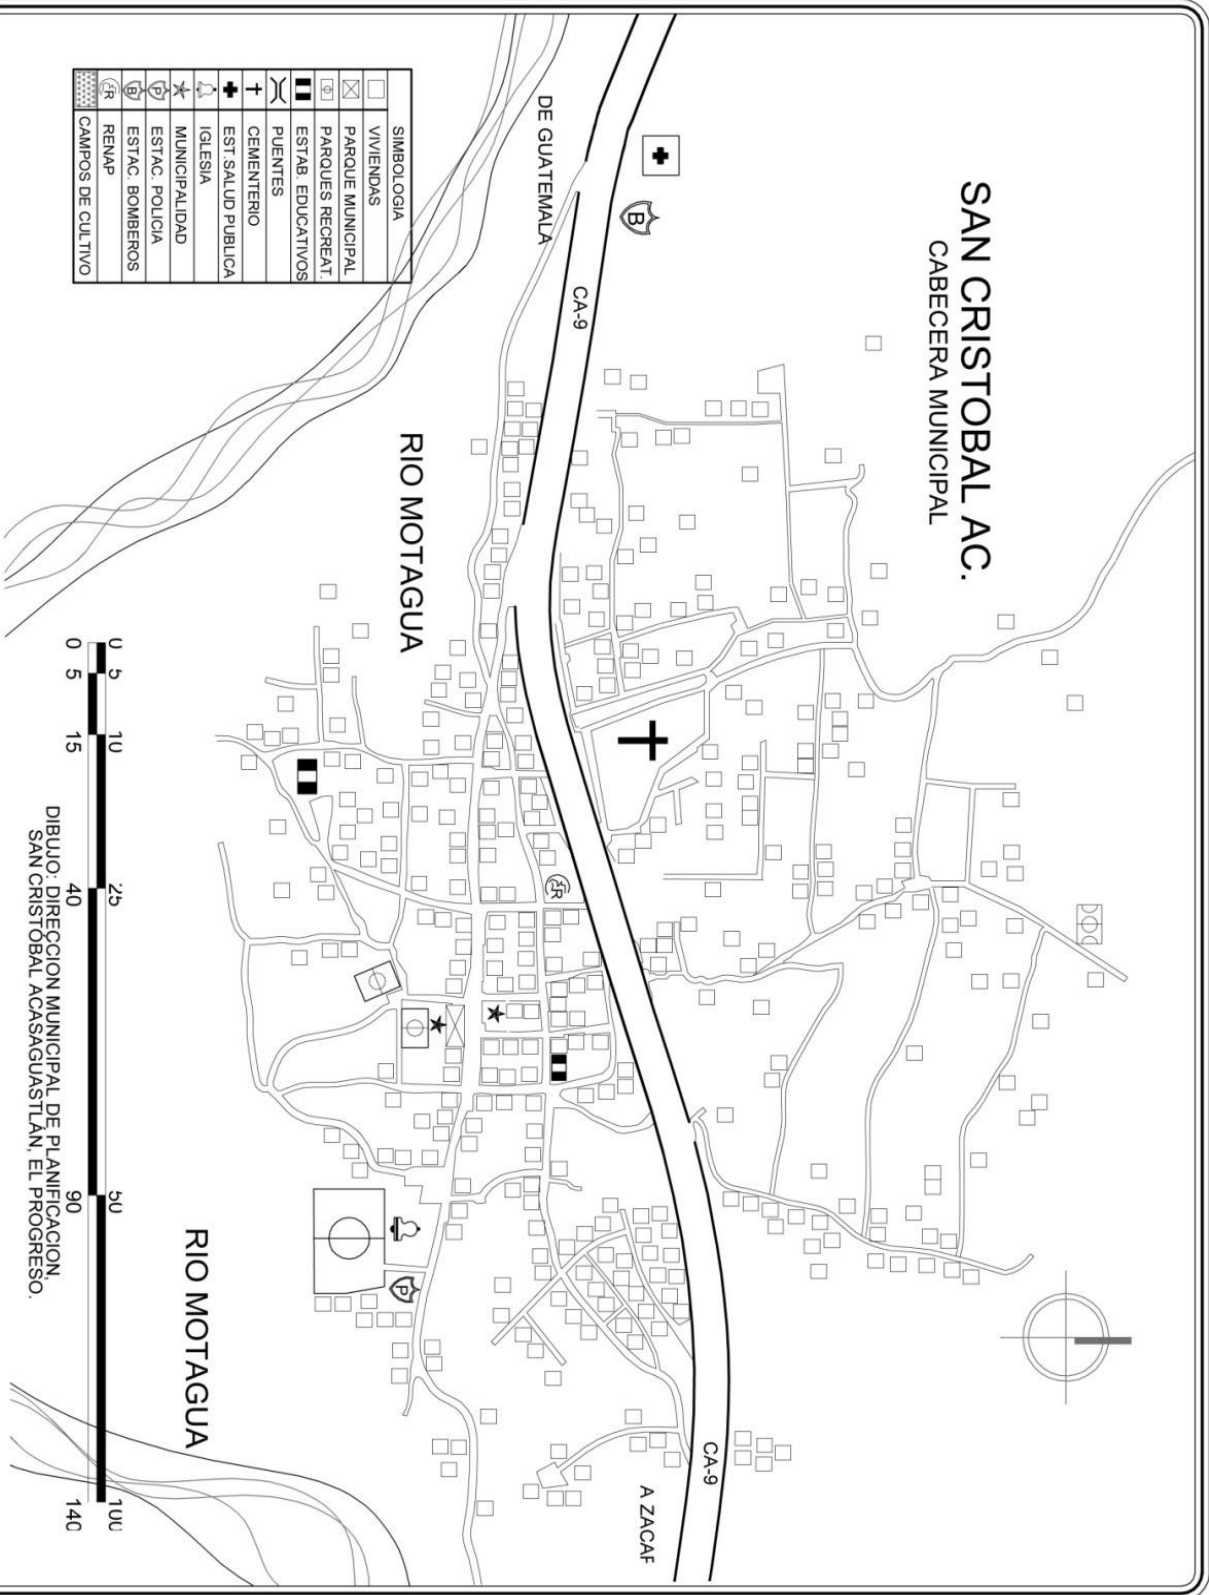 SAN CRISTOBAL AC.
CABECERA MUNICIPAL
B
DE GUATEMALA
CA-9
RIO MOTAGUA
R
CA-9
A ZACAF
P
RIO MOTAGUA
SIMBOLOGIA
VIVIENDAS
PARQUE MUNICIPAL
PARQUES RECREAT.
ESTAB. EDUCATIVOS
PUENTES
CEMENTERIO
EST.SALUD PUBLICA
IGLESIA
MUNICIPALIDAD
P ESTAC. POLICIA
B ESTAC. BOMBEROS
R RENAP
CAMPOS DE CULTIVO
0 5 10 25 50 100
0 5 15 40 90 140
DIBUJO: DIRECCION MUNICIPAL DE PLANIFICACION,
SAN CRISTÓBAL ACASAGUASTLÁN, EL PROGRESO.